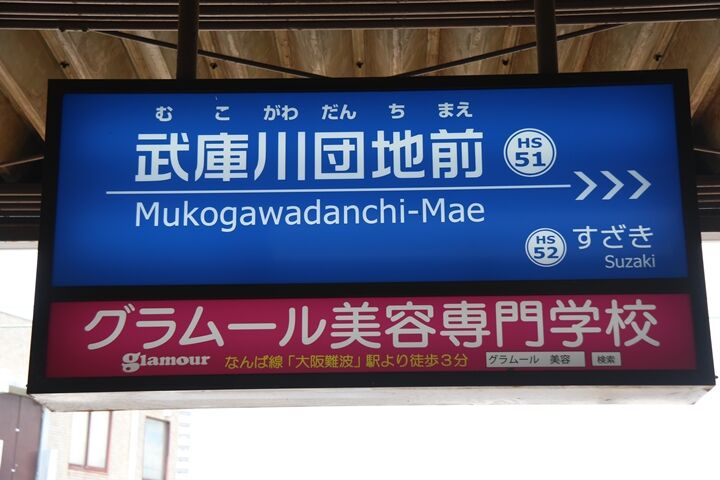 むこがわだんちまえ
武庫川団地前
HS
51
Mukogawadanchi-Mae
HS
52
すざき
Suzaki
グラムール美容専門学校
glamour
なんば線「大阪難波」駅より徒歩3分
グラムール 美容 検索